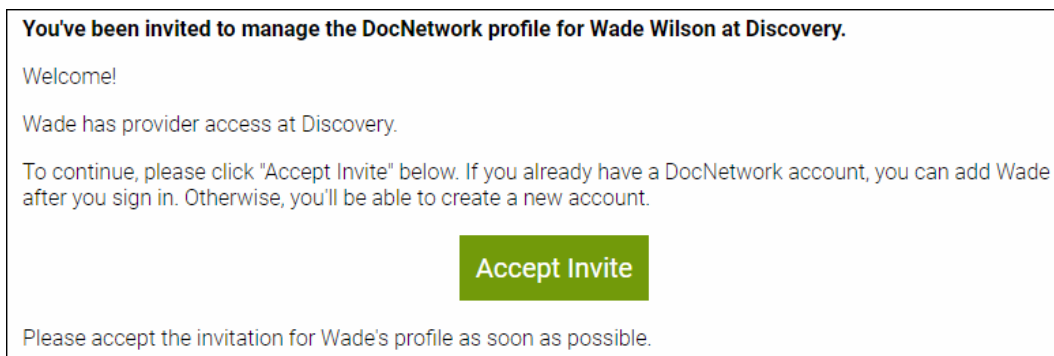 You've been invited to manage the DocNetwork profile for Wade Wilson at Discovery.
Welcome!
Wade has provider access at Discovery.
To continue, please click "Accept Invite" below. If you already have a DocNetwork account, you can add Wade
after you sign in. Otherwise, you'll be able to create a new account.
Accept Invite
Please accept the invitation for Wade's profile as soon as possible.